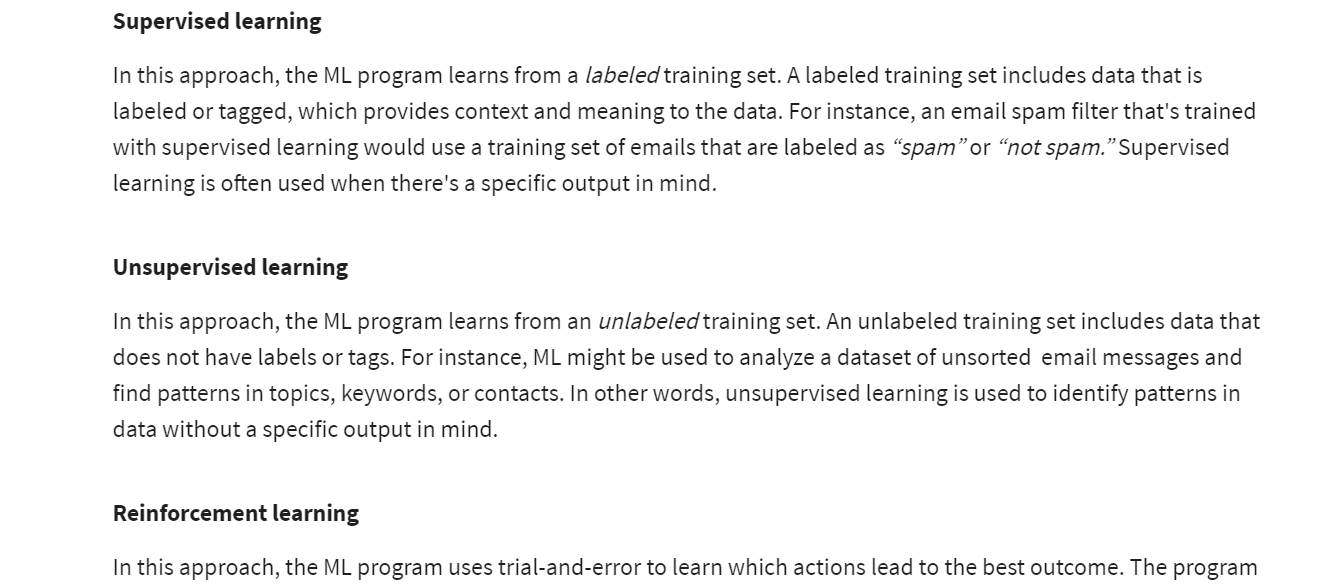 Supervised learning
In this approach, the ML program learns from a labeled training set. A labeled training set includes data that is
labeled or tagged, which provides context and meaning to the data. For instance, an email spam filter that's trained
with supervised learning would use a training set of emails that are labeled as “spam” or “not spam.” Supervised
learning is often used when there's a specific output in mind.
Unsupervised learning
In this approach, the ML program learns from an unlabeled training set. An unlabeled training set includes data that
does not have labels or tags. For instance, ML might be used to analyze a dataset of unsorted  email messages and
find patterns in topics, keywords, or contacts. In other words, unsupervised learning is used to identify patterns in
data without a specific output in mind.
Reinforcement learning
In this approach, the ML program uses trial-and-error to learn which actions lead to the best outcome. The program